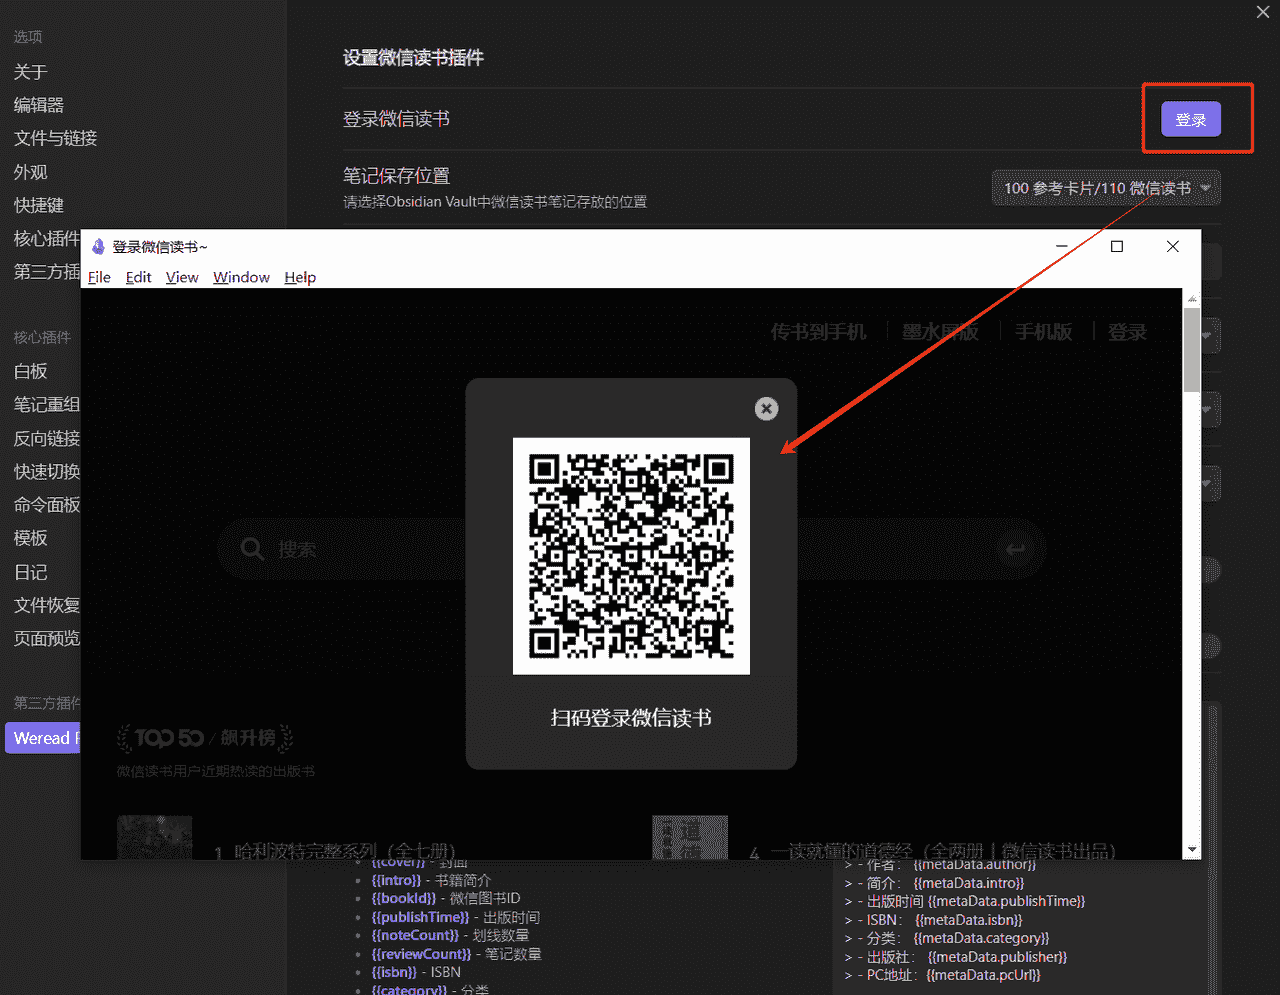 选项
关于
编辑器
文件与链接
外观
快捷键
核心插件
第三方插
核心插件
白板
笔记重组
反向链接
快速切换
命令面板
模板
日记
文件恢复
页面预览
第三方插件
Weread
设置微信读书插件
登录微信读书
登录
笔记保存位置
请选择Obsidian Vault中微信读书笔记存放的位置
100 参考卡片/110 微信读书
登录微信读书~
File Edit View Window Help
传书到手机 | 墨水屏版 | 手机版 | 登录
搜索
扫码登录微信读书
TOP50 / 飙升榜
微信读书用户近期热读的出版书
1 哈利波特完整系列（全七册）
4 一读就懂的道德经（全两册 | 微信读书出品）
{{cover}} - 封面
{{intro}} - 书籍简介
{{bookId}} - 微信图书ID
{{publishTime}} - 出版时间
{{noteCount}} - 划线数量
{{reviewCount}} - 笔记数量
{{isbn}} - ISBN
{{category}} - 分类
> - 作者： {{metaData.author}}
> - 简介： {{metaData.intro}}
> - 出版时间 {{metaData.publishTime}}
> - ISBN： {{metaData.isbn}}
> - 分类： {{metaData.category}}
> - 出版社： {{metaData.publisher}}
> - PC地址：{{metaData.pcUrl}}